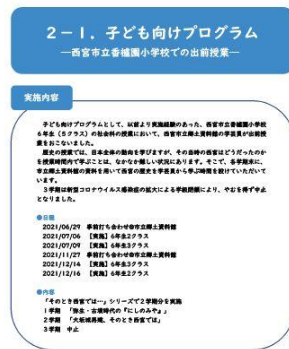 2-1．子ども向けプログラム
―西宮市立香櫨園小学校での出前授業―
実施内容
子ども向けプログラムとして、以前より実施経験のあった、西宮市立香櫨園小学校
6年生（5クラス）の社会科の授業において、西宮市立郷土資料館の学芸員が出前授
業をおこないました。
歴史の授業では、日本全体の動向を学びますが、その当時の西宮はどうだったのか
を授業時間内で学ぶことは、なかなか難しい状況にあります。そこで、各学期末に、
市立郷土資料館の資料を用いて西宮の歴史を学芸員から学ぶ時間を設けていただいて
います。
3学期は新型コロナウイルス感染症の拡大による学級閉鎖により、やむを得ず中止
となりました。
●日程
2021/06/29 事前打ち合わせ@市立郷土資料館
2021/07/06 【実施】6年生2クラス
2021/07/09 【実施】6年生3クラス
2021/11/27 事前打ち合わせ@市立郷土資料館
2021/12/14 【実施】6年生3クラス
2021/12/16 【実施】6年生2クラス
●内容
「そのとき西宮では…」シリーズで2学期分を実施
1学期 「弥生・古墳時代の『にしのみや』」
2学期 「大坂城再建、そのとき西宮では」
3学期 中止